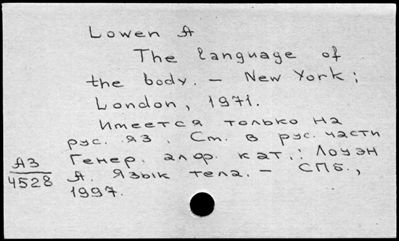 Lowen A
The language of
the body. – New York;
London, 1971.
Имеется только на
рус. яз. См. в рус. части
Генер. алф. кат.: Лоуэн
А. Язык тела. – СПб.,
1997.
А3
4528